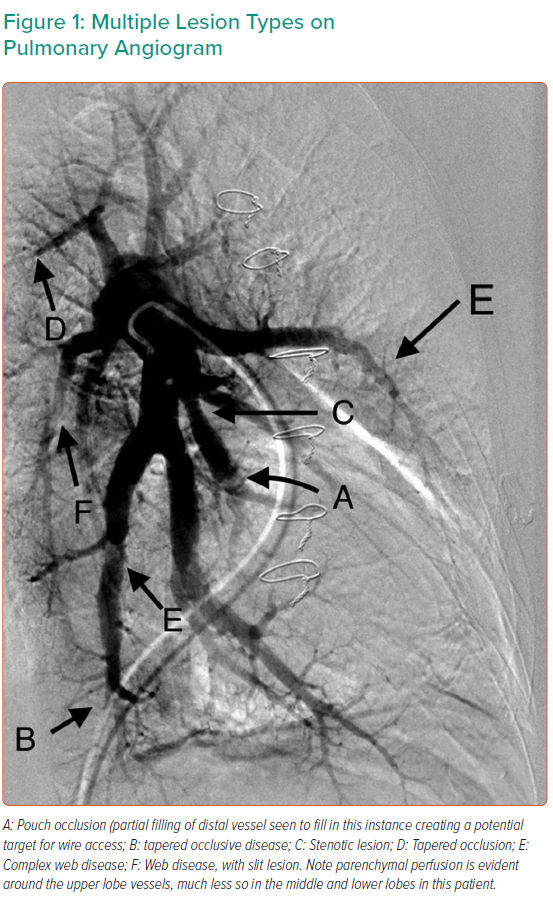 Figure 1: Multiple Lesion Types on
Pulmonary Angiogram
E
D
C
A
F
E
B
A: Pouch occlusion (partial filling of distal vessel seen to fill in this instance creating a potential
target for wire access; B: tapered occlusive disease; C: Stenotic lesion; D: Tapered occlusion; E:
Complex web disease; F: Web disease, with slit lesion. Note parenchymal perfusion is evident
around the upper lobe vessels, much less so in the middle and lower lobes in this patient.